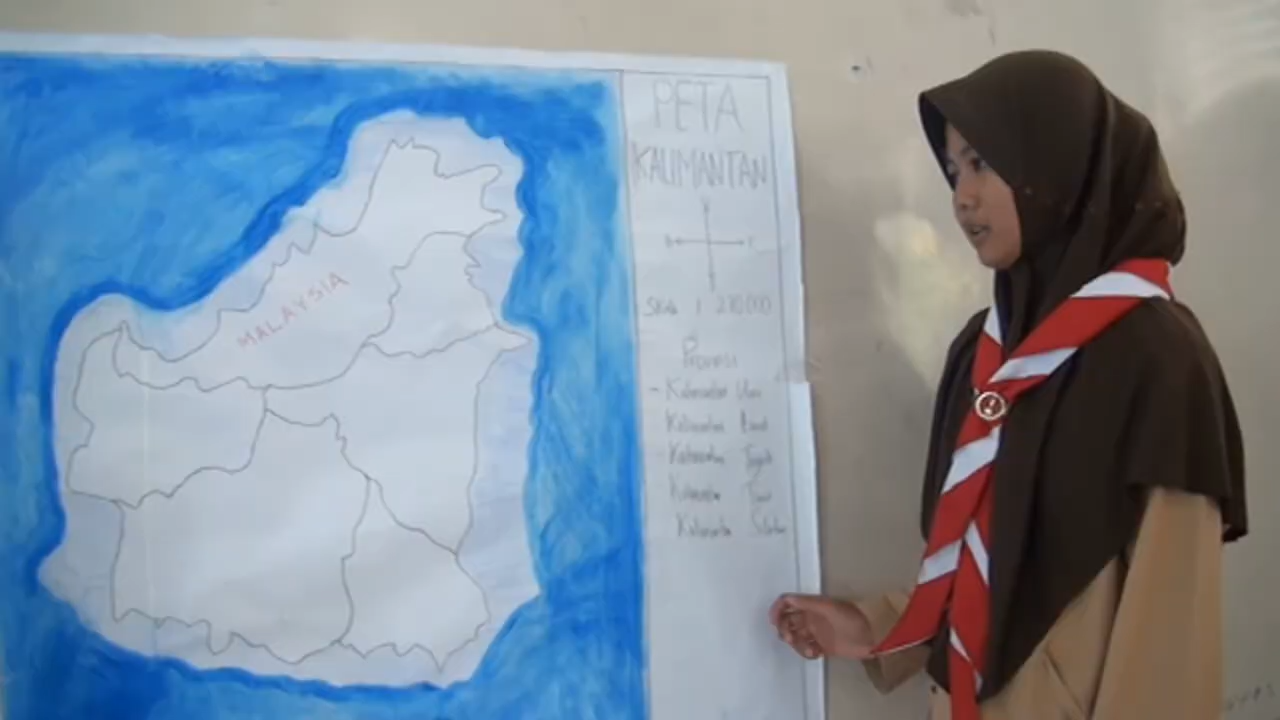 MALAYSIA
PETA
KALIMANTAN
Provinsi
- Kalimantan Utara
Kalimantan Barat
- Kalimantan Tengah
Kalimantan Timur
Kalimantan Selatan